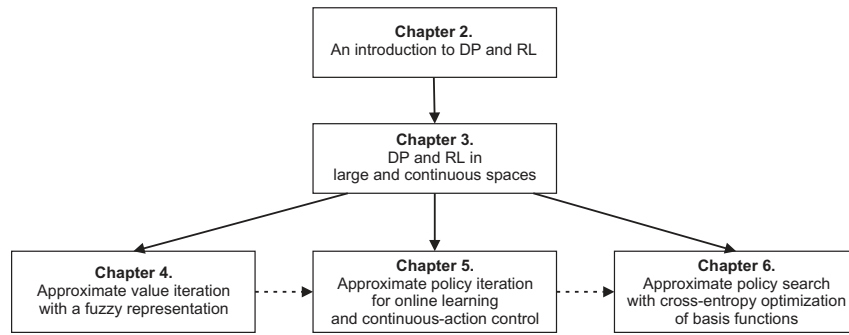 Chapter 2.
An introduction to DP and RL
Chapter 3.
DP and RL in
large and continuous spaces
Chapter 4.
Approximate value iteration
with a fuzzy representation
Chapter 5.
Approximate policy iteration
for online learning
and continuous-action control
Chapter 6.
Approximate policy search
with cross-entropy optimization
of basis functions